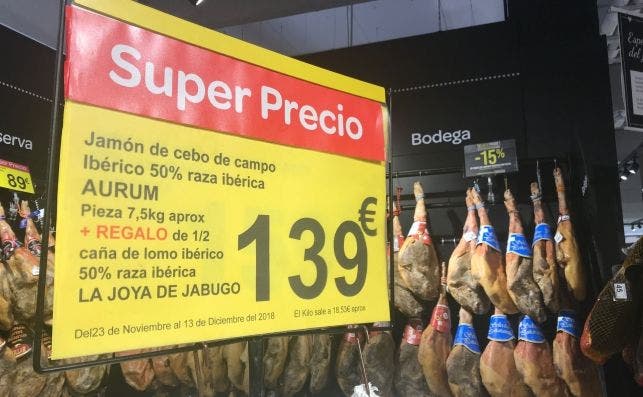 Super Precio
Jamón de cebo de campo
Ibérico 50% raza ibérica
AURUM
Pieza 7,5kg aprox
+ REGALO de 1/2
caña de lomo ibérico
50% raza ibérica
LA JOYA DE JABUGO
139€
Del23 de Noviembre al 13 de Diciembre del 2018
El Kilo sale a 18,53€ aprox
Bodega
-15%
serva
89€